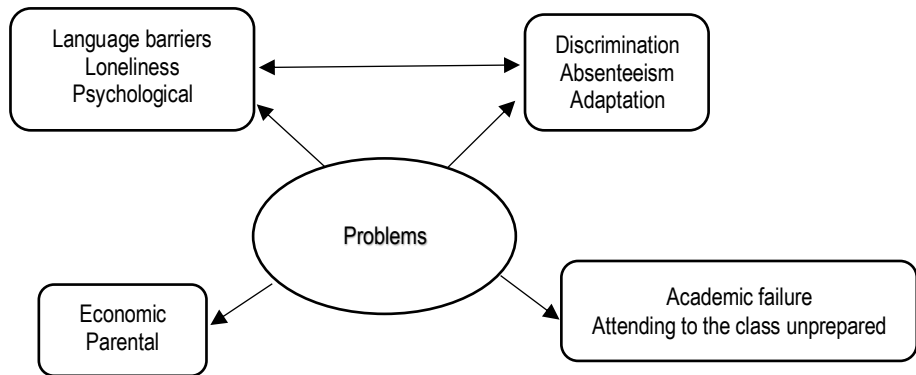 Language barriers
Loneliness
Psychological
Discrimination
Absenteeism
Adaptation
Problems
Economic
Parental
Academic failure
Attending to the class unprepared